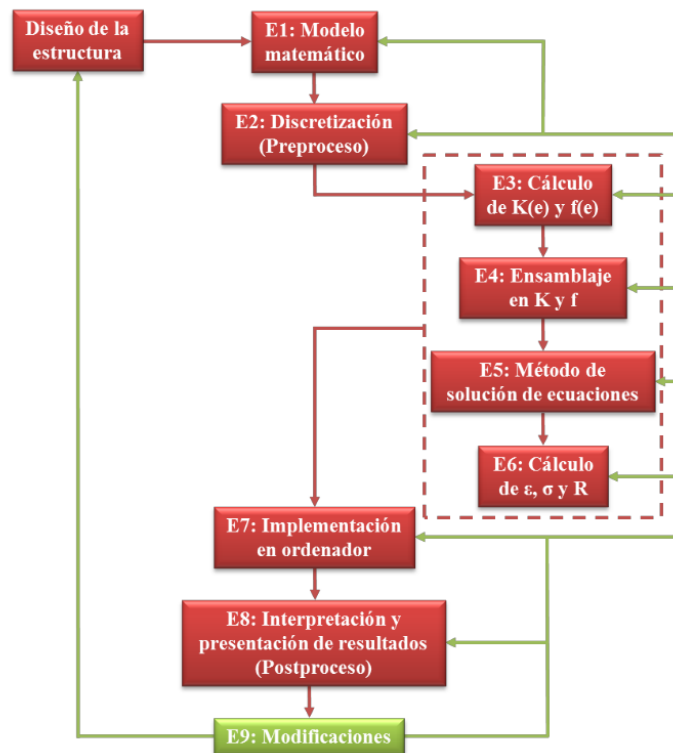 Diseño de la
estructura
E1: Modelo
matemático
E2: Discretización
(Preproceso)
E3: Cálculo
de K(e) y f(e)
E4: Ensamblaje
en K y f
E5: Método de
solución de ecuaciones
E6: Cálculo
de ε, σ y R
E7: Implementación
en ordenador
E8: Interpretación y
presentación de resultados
(Postproceso)
E9: Modificaciones